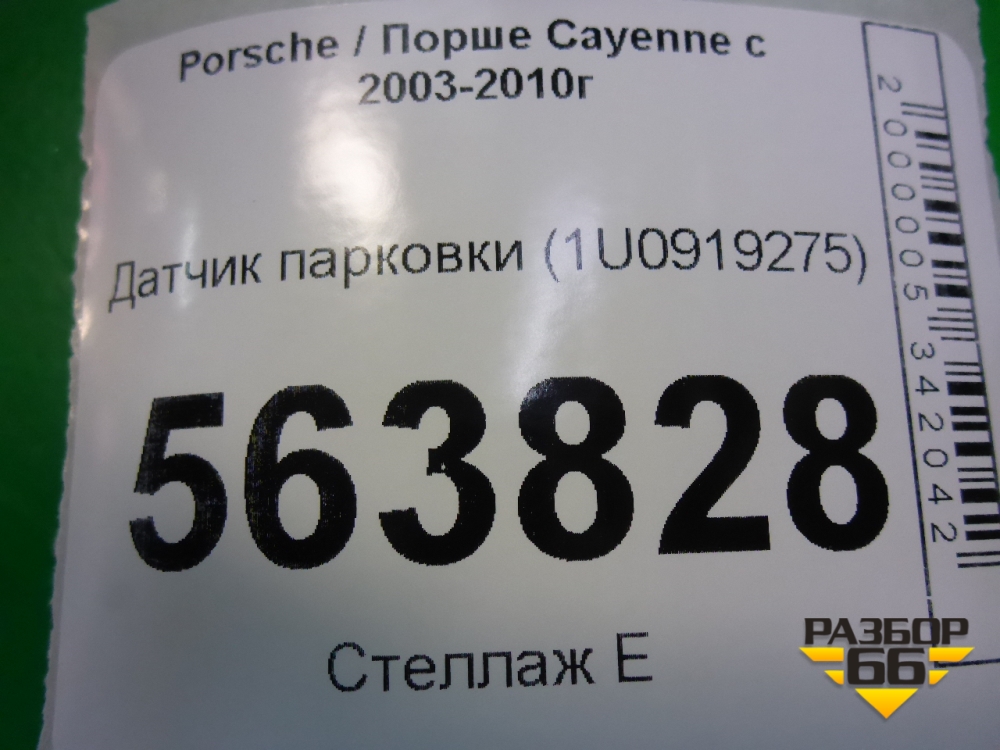 Porsche / Порше Cayenne с
2003-2010г
Датчик парковки (1U0919275)
563828
Стеллаж Е
2000005342042
РАЗБОР
66